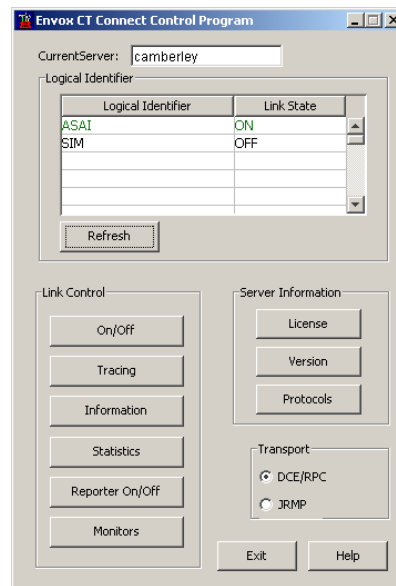 Envox CT Connect Control Program
CurrentServer: camberley
Logical Identifier
Logical Identifier Link State
ASAI ON
SIM OFF
Refresh
Link Control
On/Off
Tracing
Information
Statistics
Reporter On/Off
Monitors
Server Information
License
Version
Protocols
Transport
DCE/RPC
JRMP
Exit Help